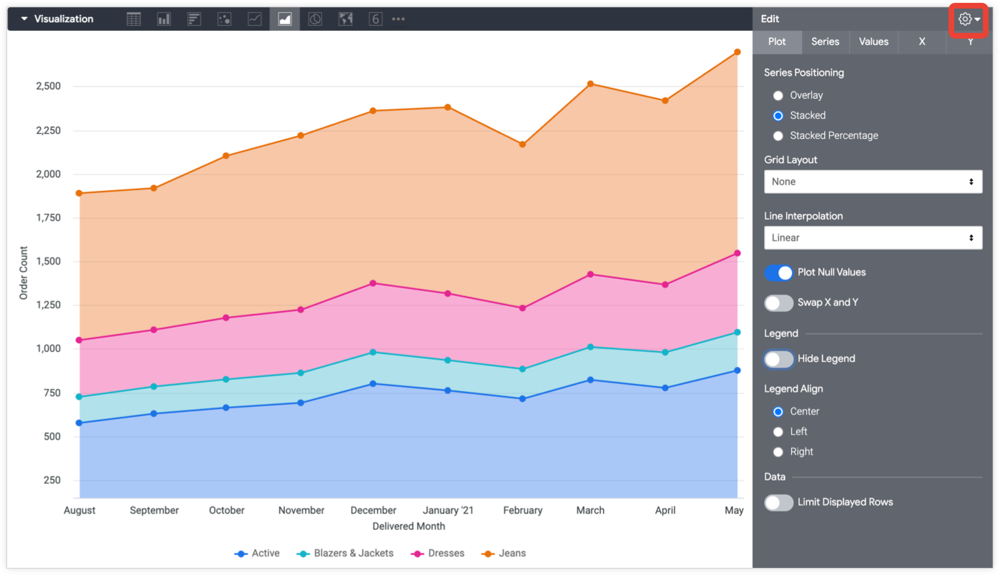 Visualization
6
Edit
Plot Series Values X Y
Series Positioning
Overlay
Stacked
Stacked Percentage
Grid Layout
None
Line Interpolation
Linear
Plot Null Values
Swap X and Y
Legend
Hide Legend
Legend Align
Center
Left
Right
Data
Limit Displayed Rows
Order Count
2,500
2,250
2,000
1,750
1,500
1,250
1,000
750
500
250
August September October November December January '21 February March April May
Delivered Month
Active Blazers & Jackets Dresses Jeans